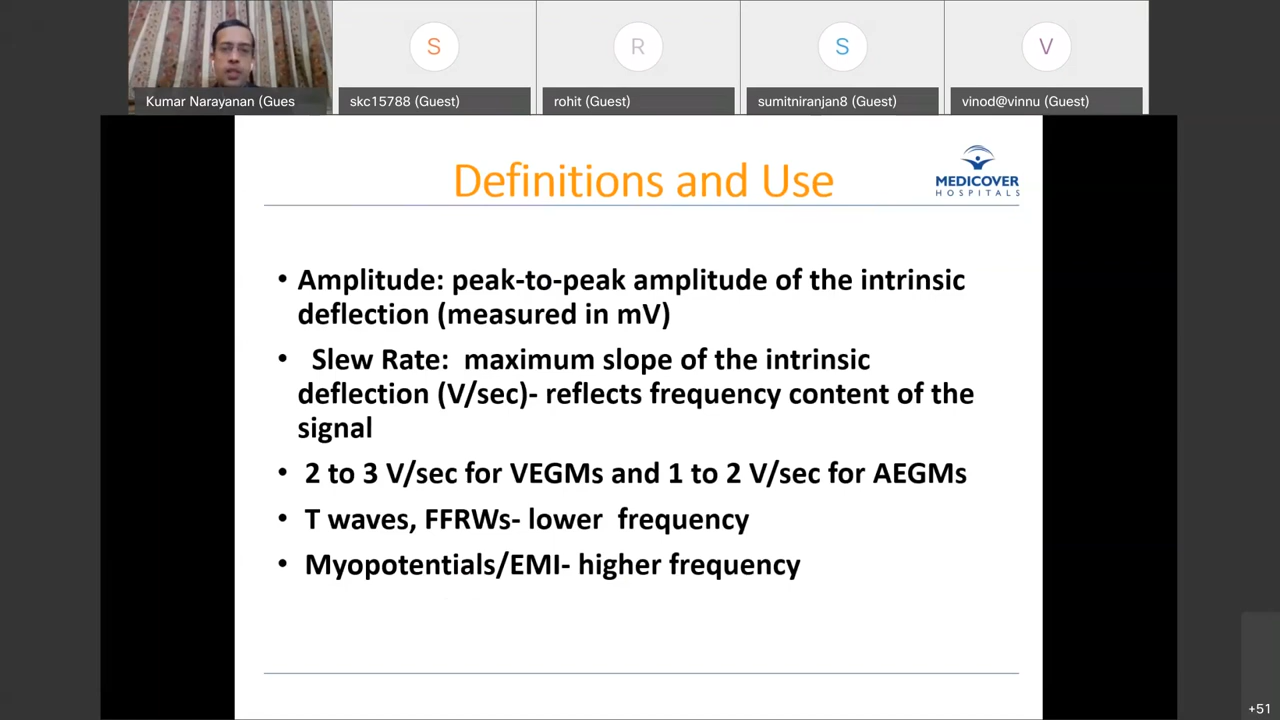 S
R
S
V
Kumar Narayanan (Gues
skc15788 (Guest)
rohit (Guest)
sumitniranjan8 (Guest)
vinod@vinnu (Guest)
Definitions and Use
MEDICOVER
HOSPITALS
• Amplitude: peak-to-peak amplitude of the intrinsic
deflection (measured in mV)
• Slew Rate: maximum slope of the intrinsic
deflection (V/sec)- reflects frequency content of the
signal
• 2 to 3 V/sec for VEGMs and 1 to 2 V/sec for AEGMs
• T waves, FFRWs- lower frequency
• Myopotentials/EMI- higher frequency
+51